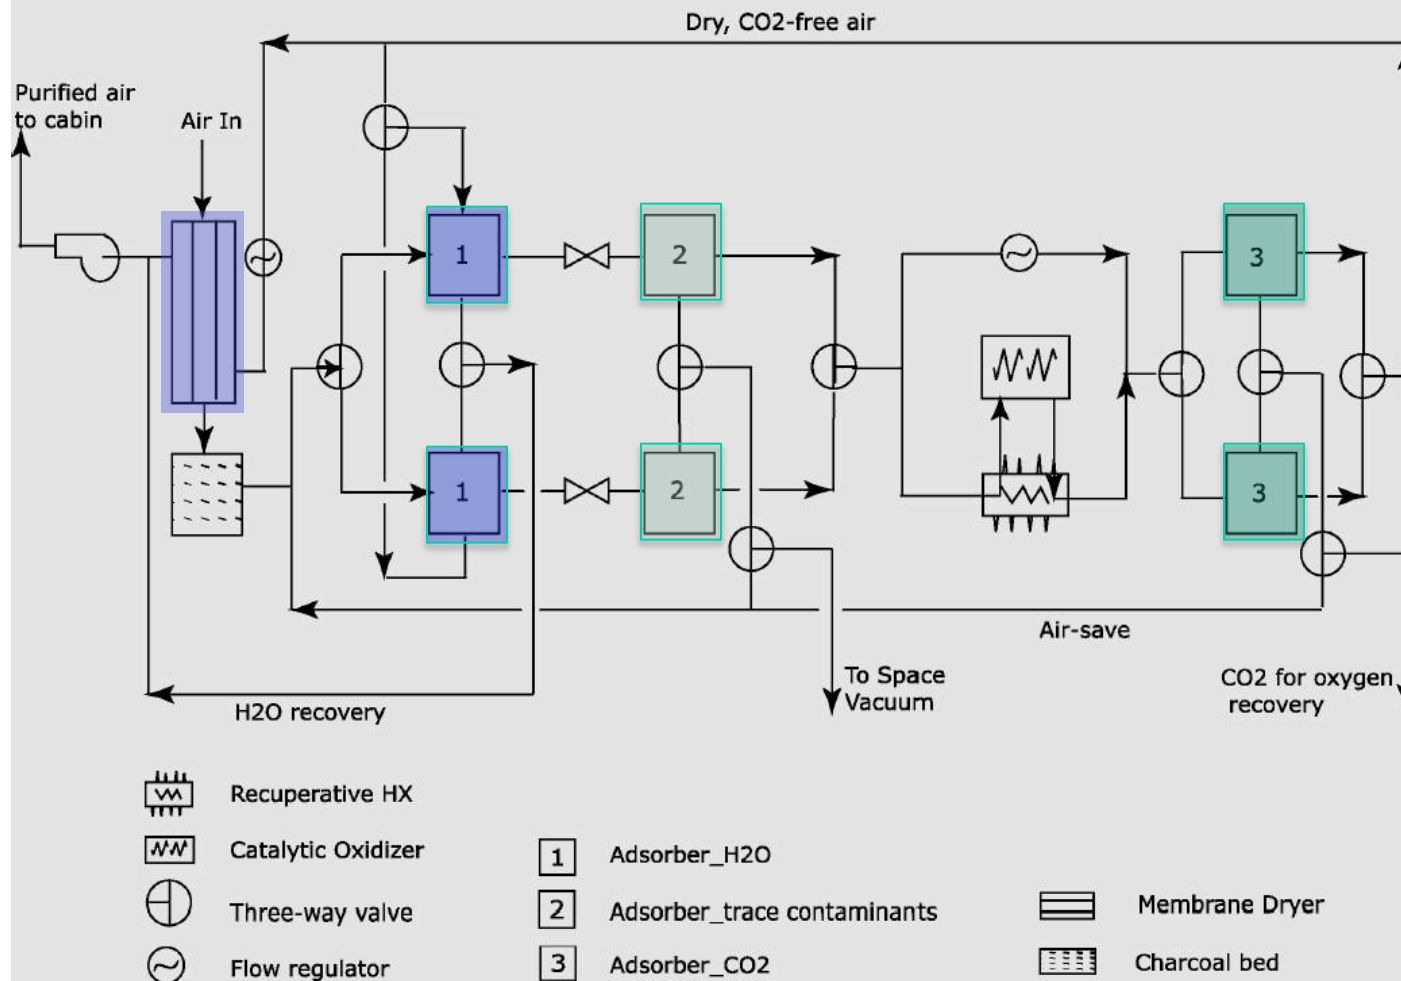 Dry, CO2-free air
Purified air
to cabin
Air In
1
2
3
1
2
3
Air-save
To Space
Vacuum
CO2 for oxygen
recovery
H2O recovery
Recuperative HX
Catalytic Oxidizer
Three-way valve
Flow regulator
1 Adsorber_H2O
2 Adsorber_trace contaminants
3 Adsorber_CO2
Membrane Dryer
Charcoal bed